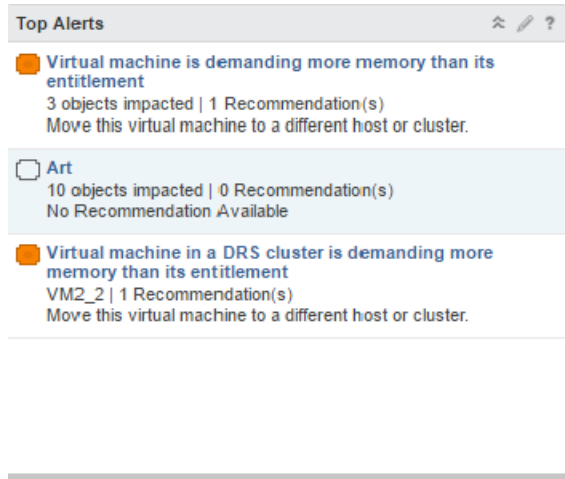 Top Alerts ?
Virtual machine is demanding more memory than its
entitlement
3 objects impacted | 1 Recommendation(s)
Move this virtual machine to a different host or cluster.
Art
10 objects impacted | 0 Recommendation(s)
No Recommendation Available
Virtual machine in a DRS cluster is demanding more
memory than its entitlement
VM2_2 | 1 Recommendation(s)
Move this virtual machine to a different host or cluster.